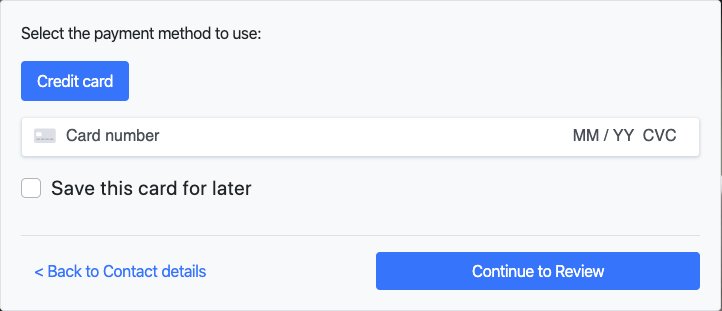 Select the payment method to use:
Credit card
Card number MM / YY CVC
Save this card for later
< Back to Contact details Continue to Review